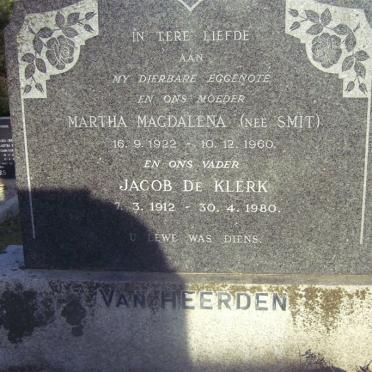 IN TERE LIEFDE
AAN
MY DIERBARE EGGENOTE
EN ONS MOEDER
MARTHA MAGDALENA (NEE SMIT)
16. 9. 1922 - 10. 12. 1960.
EN ONS VADER
JACOB DE KLERK
7. 3. 1912 - 30. 4. 1980.
U LEWE WAS DIENS.
VAN HEERDEN